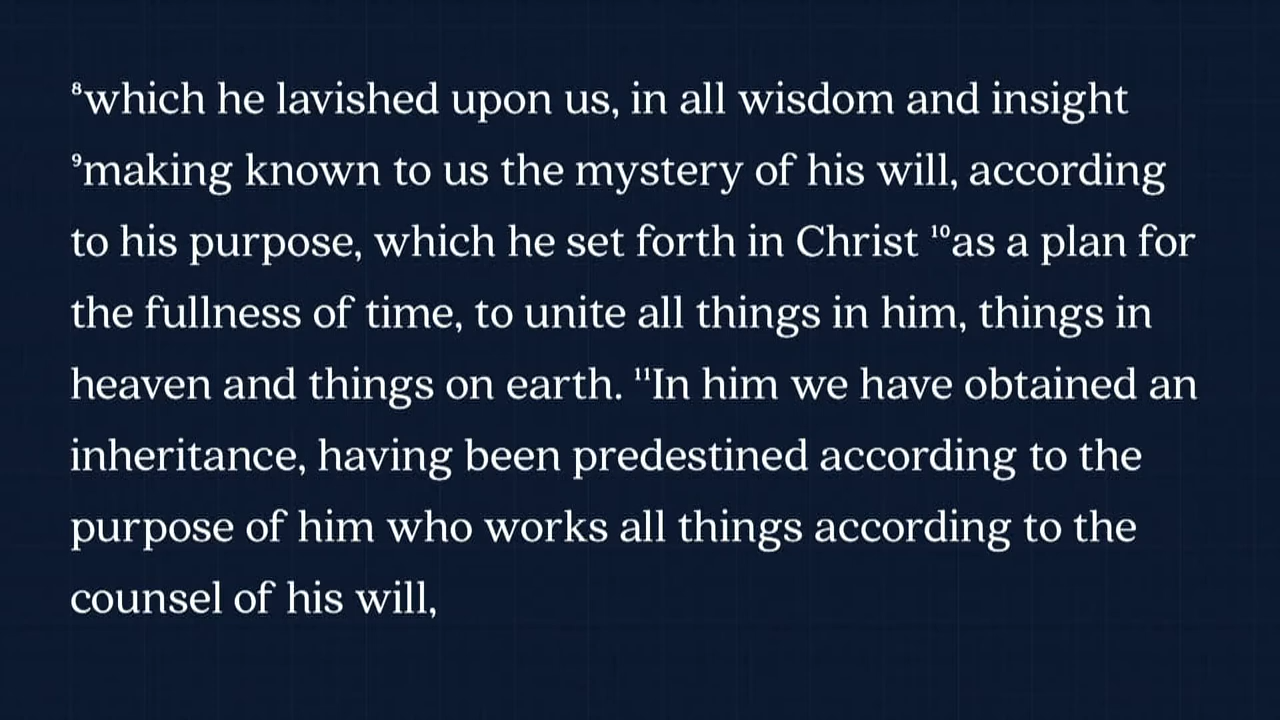 ⁸which he lavished upon us, in all wisdom and insight
⁹making known to us the mystery of his will, according
to his purpose, which he set forth in Christ ¹⁰as a plan for
the fullness of time, to unite all things in him, things in
heaven and things on earth. ¹¹In him we have obtained an
inheritance, having been predestined according to the
purpose of him who works all things according to the
counsel of his will,